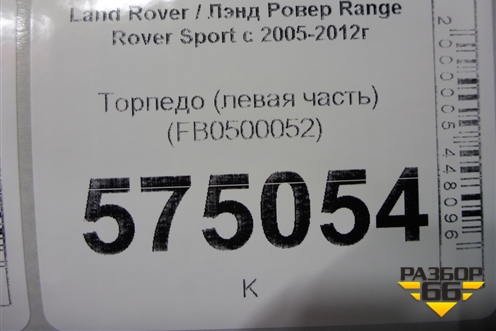 Land Rover / Лэнд Ровер Range
Rover Sport с 2005-2012г
Торпедо (левая часть)
(FB0500052)
575054
К
2000005448096
РАЗБОР
66